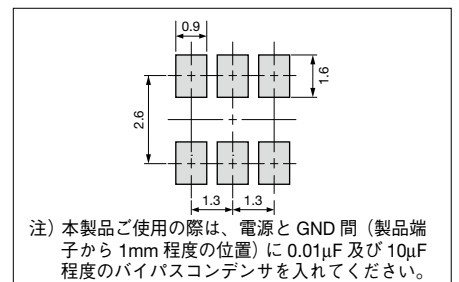 0.9
1.6
2.6
1.3 1.3
注) 本製品ご使用の際は、電源と GND 間（製品端
子から 1mm 程度の位置）に 0.01μF 及び 10μF
程度のバイパスコンデンサを入れてください。